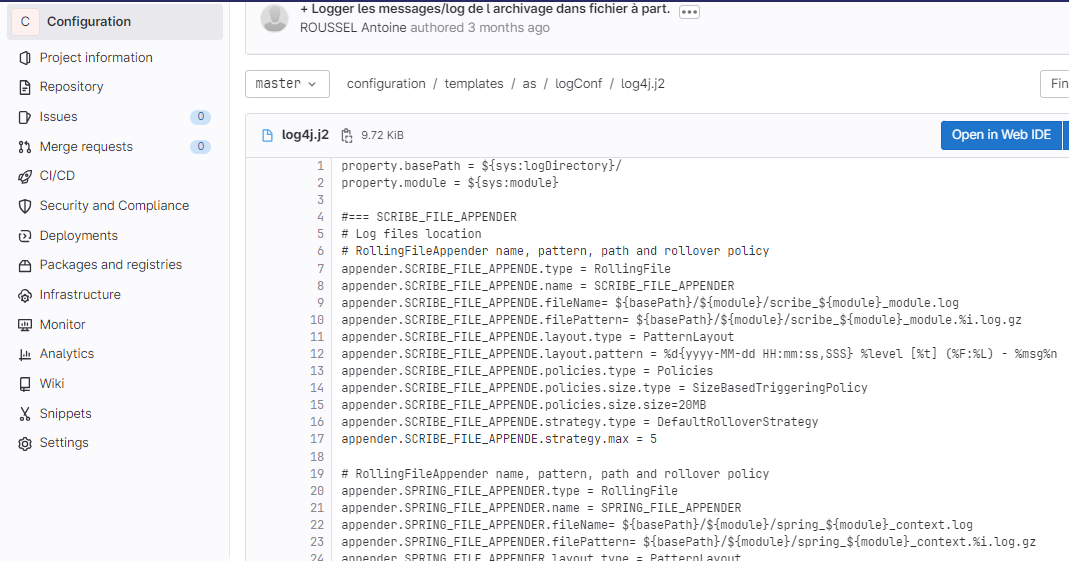 C Configuration
Project information
Repository
Issues 0
Merge requests 0
CI/CD
Security and Compliance
Deployments
Packages and registries
Infrastructure
Monitor
Analytics
Wiki
Snippets
Settings
+ Logger les messages/log de l archivage dans fichier à part.
ROUSSEL Antoine authored 3 months ago
master configuration / templates / as / logConf / log4j.j2 Fin
log4j.j2 9.72 KiB Open in Web IDE
1 property.basePath = ${sys:logDirectory}/
2 property.module = ${sys:module}
3
4 #=== SCRIBE_FILE_APPENDER
5 # Log files location
6 # RollingFileAppender name, pattern, path and rollover policy
7 appender.SCRIBE_FILE_APPENDE.type = RollingFile
8 appender.SCRIBE_FILE_APPENDE.name = SCRIBE_FILE_APPENDER
9 appender.SCRIBE_FILE_APPENDE.fileName= ${basePath}/${module}/scribe_${module}_module.log
10 appender.SCRIBE_FILE_APPENDE.filePattern= ${basePath}/${module}/scribe_${module}_module.%i.log.gz
11 appender.SCRIBE_FILE_APPENDE.layout.type = PatternLayout
12 appender.SCRIBE_FILE_APPENDE.layout.pattern = %d{yyyy-MM-dd HH:mm:ss,SSS} %level [%t] (%F:%L) - %msg%n
13 appender.SCRIBE_FILE_APPENDE.policies.type = Policies
14 appender.SCRIBE_FILE_APPENDE.policies.size.type = SizeBasedTriggeringPolicy
15 appender.SCRIBE_FILE_APPENDE.policies.size.size=20MB
16 appender.SCRIBE_FILE_APPENDE.strategy.type = DefaultRolloverStrategy
17 appender.SCRIBE_FILE_APPENDE.strategy.max = 5
18
19 # RollingFileAppender name, pattern, path and rollover policy
20 appender.SPRING_FILE_APPENDER.type = RollingFile
21 appender.SPRING_FILE_APPENDER.name = SPRING_FILE_APPENDER
22 appender.SPRING_FILE_APPENDER.fileName= ${basePath}/${module}/spring_${module}_context.log
23 appender.SPRING_FILE_APPENDER.filePattern= ${basePath}/${module}/spring_${module}_context.%i.log.gz
24 appender.SPRING_FILE_APPENDER.layout.type = PatternLayout